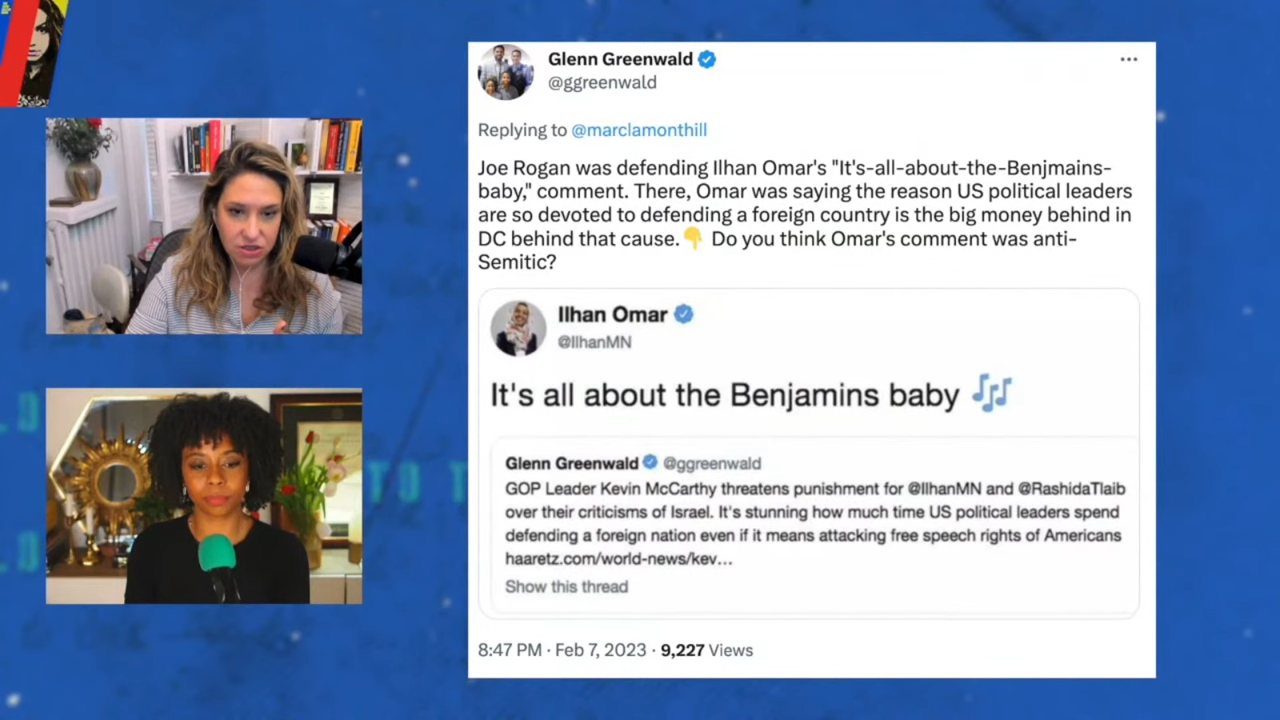 Glenn Greenwald
@ggreenwald
Replying to @marclamonthill
Joe Rogan was defending Ilhan Omar's "It's-all-about-the-Benjmains-
baby," comment. There, Omar was saying the reason US political leaders
are so devoted to defending a foreign country is the big money behind in
DC behind that cause.👇 Do you think Omar's comment was anti-
Semitic?
Ilhan Omar
@IlhanMN
It's all about the Benjamins baby 🎶
Glenn Greenwald @ggreenwald
GOP Leader Kevin McCarthy threatens punishment for @IlhanMN and @RashidaTlaib
over their criticisms of Israel. It's stunning how much time US political leaders spend
defending a foreign nation even if it means attacking free speech rights of Americans
haaretz.com/world-news/kev...
Show this thread
8:47 PM · Feb 7, 2023 · 9,227 Views